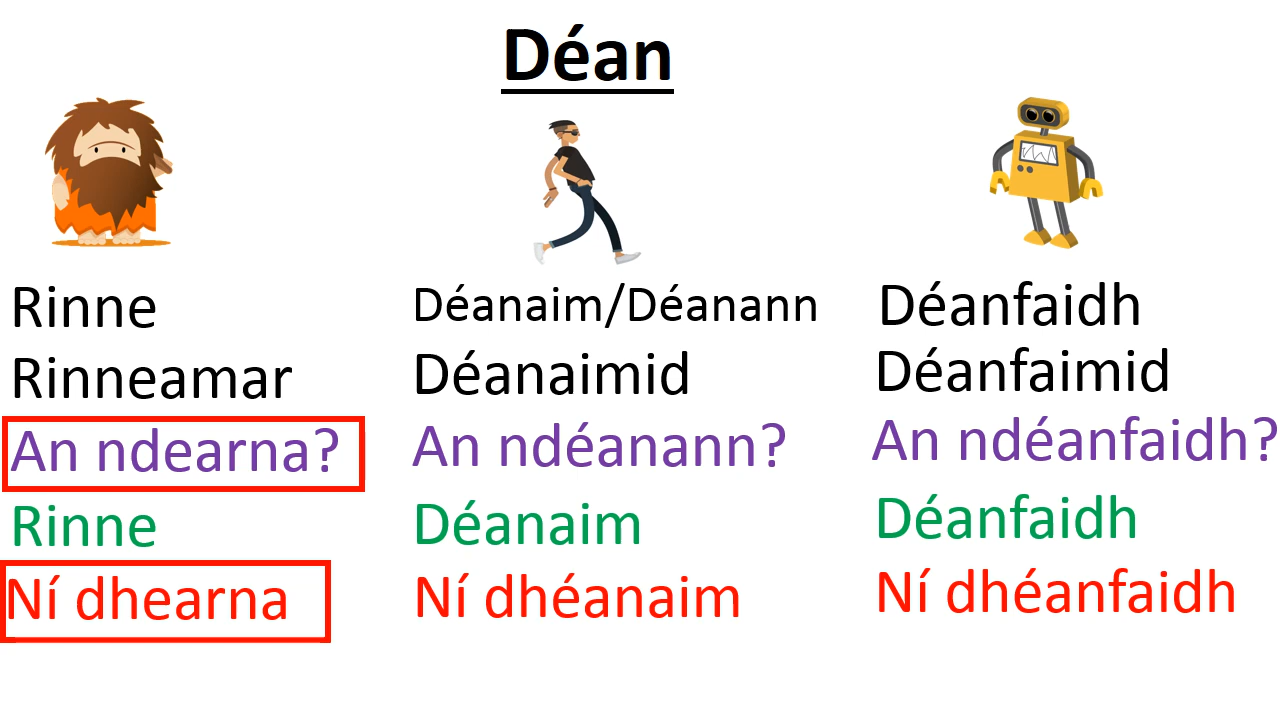 Déan
Rinne Déanaim/Déanann Déanfaidh
Rinneamar Déanaimid Déanfaimid
An ndearna? An ndéanann? An ndéanfaidh?
Rinne Déanaim Déanfaidh
Ní dhearna Ní dhéanaim Ní dhéanfaidh